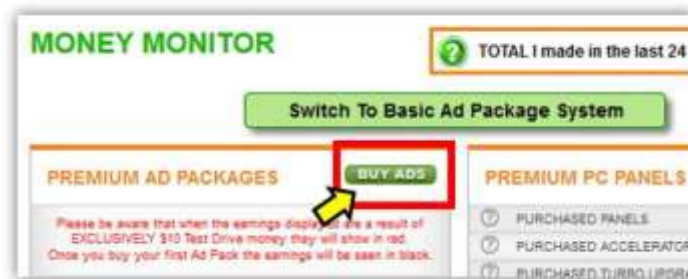 MONEY MONITOR
TOTAL I made in the last 24
Switch To Basic Ad Package System
PREMIUM AD PACKAGES
BUY ADS
PREMIUM PC PANELS
Please be aware that when the earnings displayed are a result of
EXCLUSIVELY $10 Test Drive money they will show in red.
Once you buy your first Ad Pack the earnings will be seen in black.
PURCHASED PANELS
PURCHASED ACCELERATOR
PURCHASED TURBO UPGRA